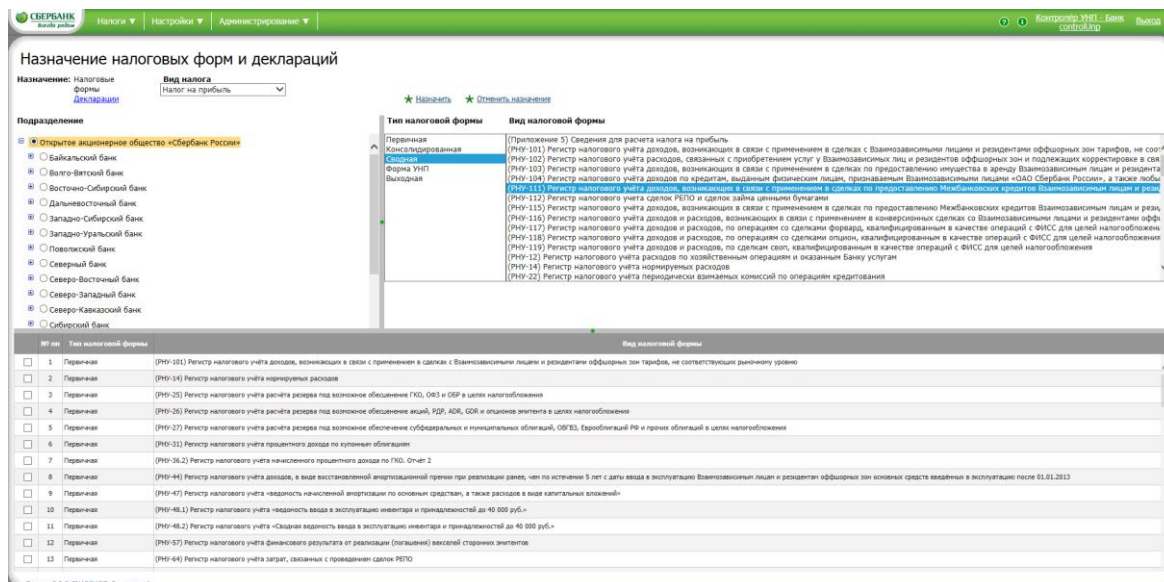 СБЕРБАНК
Всегда рядом
Налоги ▼ Настройки ▼ Администрирование ▼
Контролёр УНП - Банк
controlUnp
Выход
Назначение налоговых форм и деклараций
Назначение: Налоговые формы
Декларации
Вид налога
Налог на прибыль
Назначить Отменить назначение
Подразделение
Открытое акционерное общество «Сбербанк России»
Байкальский банк
Волго-Вятский банк
Восточно-Сибирский банк
Дальневосточный банк
Западно-Сибирский банк
Западно-Уральский банк
Поволжский банк
Северный банк
Северо-Восточный банк
Северо-Западный банк
Северо-Кавказский банк
Сибирский банк
Тип налоговой формы
Первичная
Консолидированная
Сводная
Форма УНП
Выходная
Вид налоговой формы
(Приложение 5) Сведения для расчета налога на прибыль
(РНУ-101) Регистр налогового учёта доходов, возникающих в связи с применением в сделках с Взаимозависимыми лицами и резидентами оффшорных зон тарифов, не соот
(РНУ-102) Регистр налогового учёта расходов, связанных с приобретением услуг у Взаимозависимых лиц и резидентов оффшорных зон и подлежащих корректировке в свя
(РНУ-103) Регистр налогового учёта доходов, возникающих в связи с применением в сделках по предоставлению имущества в аренду Взаимозависимым лицам и резидента
(РНУ-104) Регистр налогового учёта доходов по кредитам, выданным физическим лицам, признаваемым Взаимозависимыми лицами «ОАО Сбербанк России», а также любы
(РНУ-111) Регистр налогового учёта доходов, возникающих в связи с применением в сделках по предоставлению Межбанковских кредитов Взаимозависимым лицам и рези
(РНУ-112) Регистр налогового учета сделок РЕПО и сделок займа ценными бумагами
(РНУ-115) Регистр налогового учёта доходов, возникающих в связи с применением в сделках по предоставлению Межбанковских кредитов Взаимозависимым лицам и рези,
(РНУ-116) Регистр налогового учёта доходов и расходов, возникающих в связи с применением в конверсионных сделках со Взаимозависимыми лицами и резидентами офф
(РНУ-117) Регистр налогового учёта доходов и расходов, по операциям со сделками форвард, квалифицированным в качестве операций с ФИСС для целей налогообложень
(РНУ-118) Регистр налогового учёта доходов и расходов, по операциям со сделками опцион, квалифицированным в качестве операций с ФИСС для целей налогообложения
(РНУ-119) Регистр налогового учёта доходов и расходов, по сделкам своп, квалифицированным в качестве операций с ФИСС для целей налогообложения
(РНУ-12) Регистр налогового учёта расходов по хозяйственным операциям и оказанным Банку услугам
(РНУ-14) Регистр налогового учёта нормируемых расходов
(РНУ-22) Регистр налогового учёта периодически взимаемых комиссий по операциям кредитования
№ пп Тип налоговой формы Вид налоговой формы
1 Первичная (РНУ-101) Регистр налогового учёта доходов, возникающих в связи с применением в сделках с Взаимозависимыми лицами и резидентами оффшорных зон тарифов, не соответствующих рыночному уровню
2 Первичная (РНУ-14) Регистр налогового учёта нормируемых расходов
3 Первичная (РНУ-25) Регистр налогового учёта расчёта резерва под возможное обесценение ГКО, ОФЗ и ОБР в целях налогообложения
4 Первичная (РНУ-26) Регистр налогового учёта расчёта резерва под возможное обесценение акций, РДР, ADR, GDR и опционов эмитента в целях налогообложения
5 Первичная (РНУ-27) Регистр налогового учёта расчёта резерва под возможное обеспечение субфедеральных и муниципальных облигаций, ОВГВЗ, Еврооблигаций РФ и прочих облигаций в целях налогообложения
6 Первичная (РНУ-31) Регистр налогового учёта процентного дохода по купонным облигациям
7 Первичная (РНУ-36.2) Регистр налогового учёта начисленного процентного дохода по ГКО. Отчёт 2
8 Первичная (РНУ-44) Регистр налогового учёта доходов, в виде восстановленной амортизационной премии при реализации ранее, чем по истечении 5 лет с даты ввода в эксплуатацию Взаимозависимым лицам и резидентам оффшорных зон основных средств введённых в эксплуатацию после 01.01.2013
9 Первичная (РНУ-47) Регистр налогового учёта «ведомость начисленной амортизации по основным средствам, а также расходов в виде капитальных вложений»
10 Первичная (РНУ-48.1) Регистр налогового учёта «ведомость ввода в эксплуатацию инвентаря и принадлежностей до 40 000 руб.»
11 Первичная (РНУ-48.2) Регистр налогового учёта «Сводная ведомость ввода в эксплуатацию инвентаря и принадлежностей до 40 000 руб.»
12 Первичная (РНУ-57) Регистр налогового учёта финансового результата от реализации (погашения) векселей сторонних эмитентов
13 Первичная (РНУ-64) Регистр налогового учёта затрат, связанных с проведением сделок РЕПО